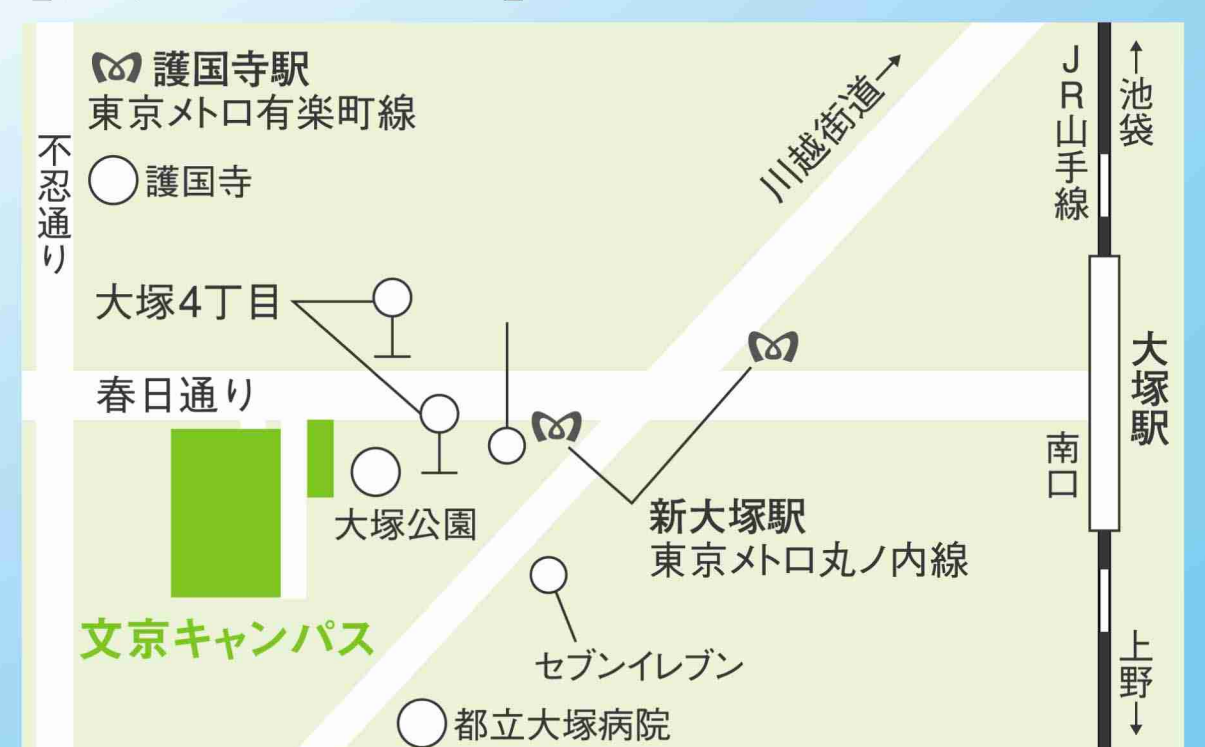 護国寺駅
東京メトロ有楽町線
護国寺
不忍通り
川越街道→
JR山手線
↑池袋
大塚4丁目
春日通り
大塚駅
南口
大塚公園
新大塚駅
東京メトロ丸ノ内線
文京キャンパス
セブンイレブン
上野↓
都立大塚病院